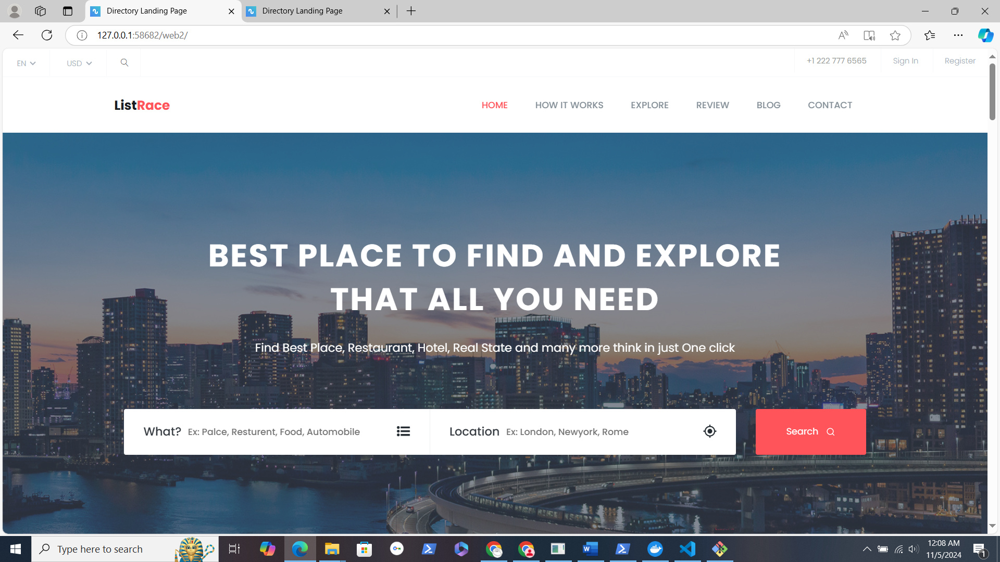 Directory Landing Page
Directory Landing Page
127.0.0.1:58682/web2/
EN
USD
+1 222 777 6565
Sign In
Register
ListRace
HOME
HOW IT WORKS
EXPLORE
REVIEW
BLOG
CONTACT
BEST PLACE TO FIND AND EXPLORE
THAT ALL YOU NEED
Find Best Place, Restaurant, Hotel, Real State and many more think in just One click
What? Ex: Palce, Resturent, Food, Automobile
Location Ex: London, Newyork, Rome
Search
Type here to search
12:08 AM
11/5/2024
1